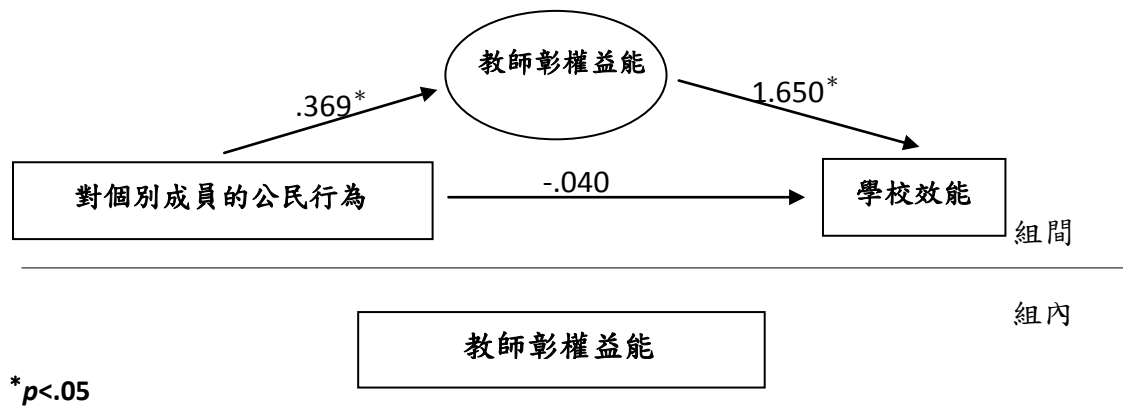 教師彰權益能
.369*
1.650*
對個別成員的公民行為
-.040
學校效能
組間
組內
教師彰權益能
*p<.05